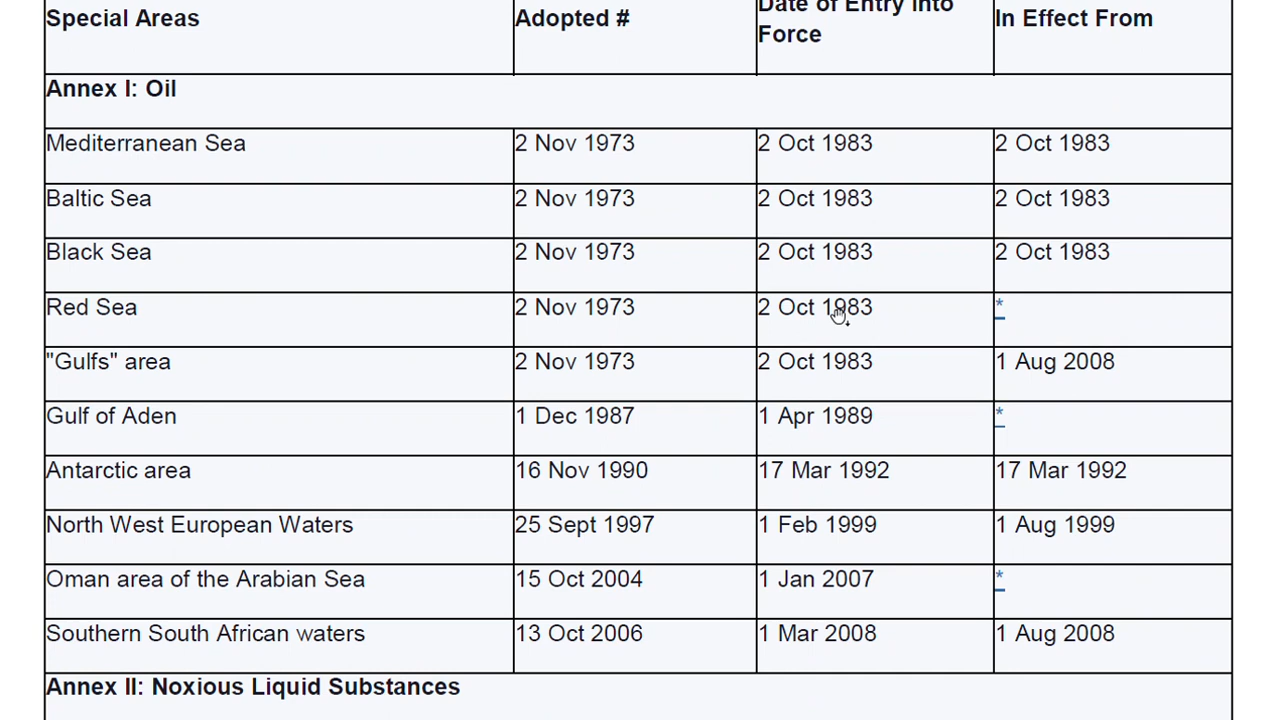 Special Areas Adopted # Date of Entry into Force In Effect From
Annex I: Oil
Mediterranean Sea 2 Nov 1973 2 Oct 1983 2 Oct 1983
Baltic Sea 2 Nov 1973 2 Oct 1983 2 Oct 1983
Black Sea 2 Nov 1973 2 Oct 1983 2 Oct 1983
Red Sea 2 Nov 1973 2 Oct 1983 *
"Gulfs" area 2 Nov 1973 2 Oct 1983 1 Aug 2008
Gulf of Aden 1 Dec 1987 1 Apr 1989 *
Antarctic area 16 Nov 1990 17 Mar 1992 17 Mar 1992
North West European Waters 25 Sept 1997 1 Feb 1999 1 Aug 1999
Oman area of the Arabian Sea 15 Oct 2004 1 Jan 2007 *
Southern South African waters 13 Oct 2006 1 Mar 2008 1 Aug 2008
Annex II: Noxious Liquid Substances